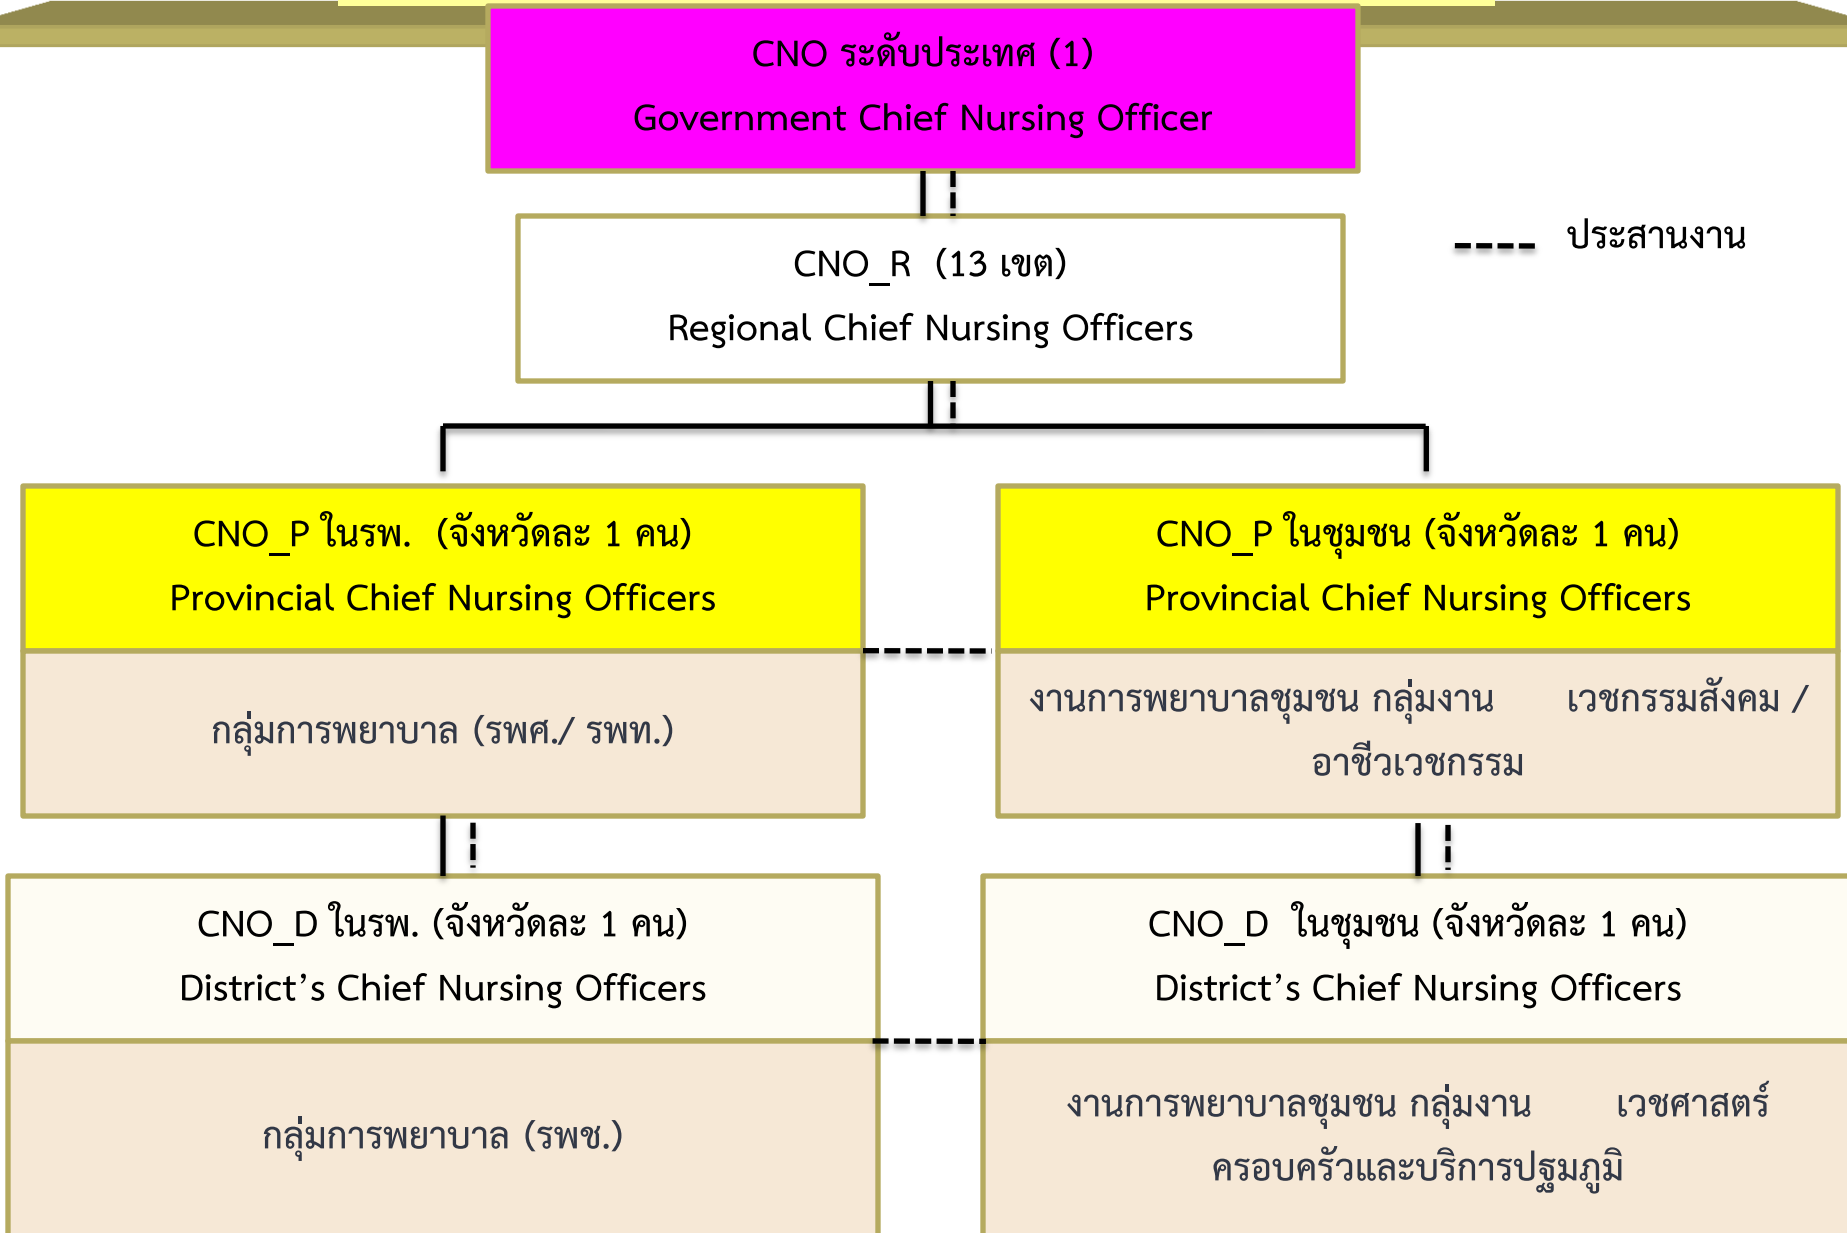 CNO ระดับประเทศ (1)
Government Chief Nursing Officer
CNO_R (13 เขต)
Regional Chief Nursing Officers
ประสานงาน
CNO_P ในรพ. (จังหวัดละ 1 คน)
Provincial Chief Nursing Officers
กลุ่มการพยาบาล (รพศ./ รพท.)
CNO_P ในชุมชน (จังหวัดละ 1 คน)
Provincial Chief Nursing Officers
งานการพยาบาลชุมชน กลุ่มงาน เวชกรรมสังคม /
อาชีวเวชกรรม
CNO_D ในรพ. (จังหวัดละ 1 คน)
District’s Chief Nursing Officers
กลุ่มการพยาบาล (รพช.)
CNO_D ในชุมชน (จังหวัดละ 1 คน)
District’s Chief Nursing Officers
งานการพยาบาลชุมชน กลุ่มงาน เวชศาสตร์
ครอบครัวและบริการปฐมภูมิ